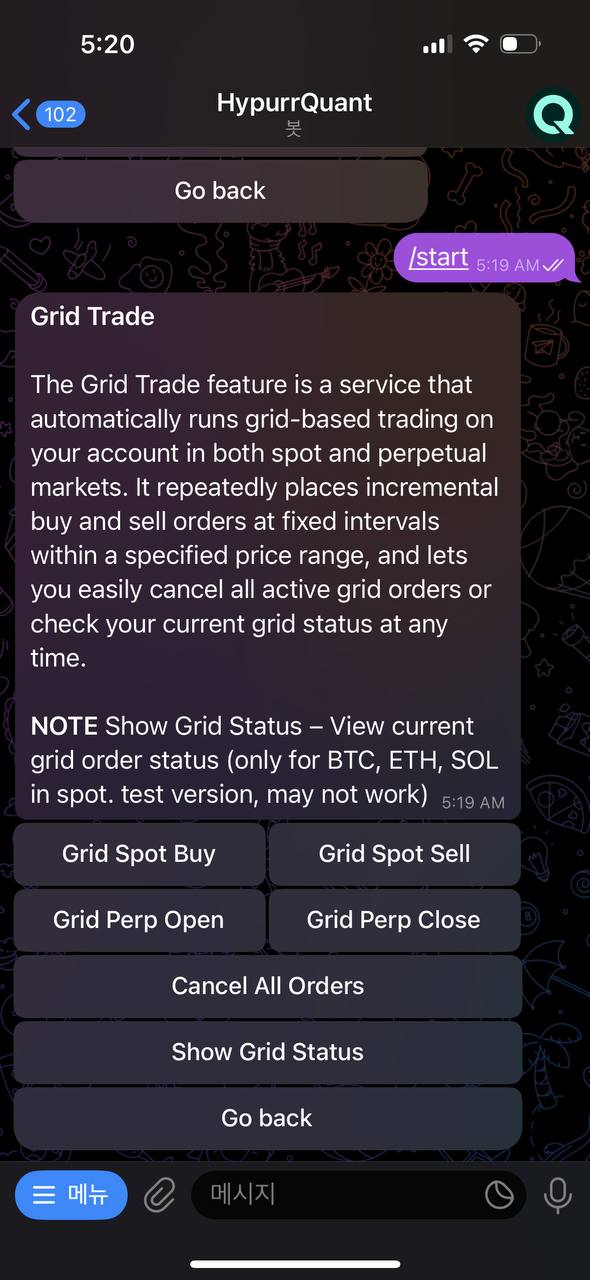 5:20
102
HypurrQuant
봇
Go back
/start 5:19 AM
Grid Trade
The Grid Trade feature is a service that
automatically runs grid-based trading on
your account in both spot and perpetual
markets. It repeatedly places incremental
buy and sell orders at fixed intervals
within a specified price range, and lets
you easily cancel all active grid orders or
check your current grid status at any
time.
NOTE Show Grid Status – View current
grid order status (only for BTC, ETH, SOL
in spot. test version, may not work) 5:19 AM
Grid Spot Buy
Grid Spot Sell
Grid Perp Open
Grid Perp Close
Cancel All Orders
Show Grid Status
Go back
메뉴
메시지